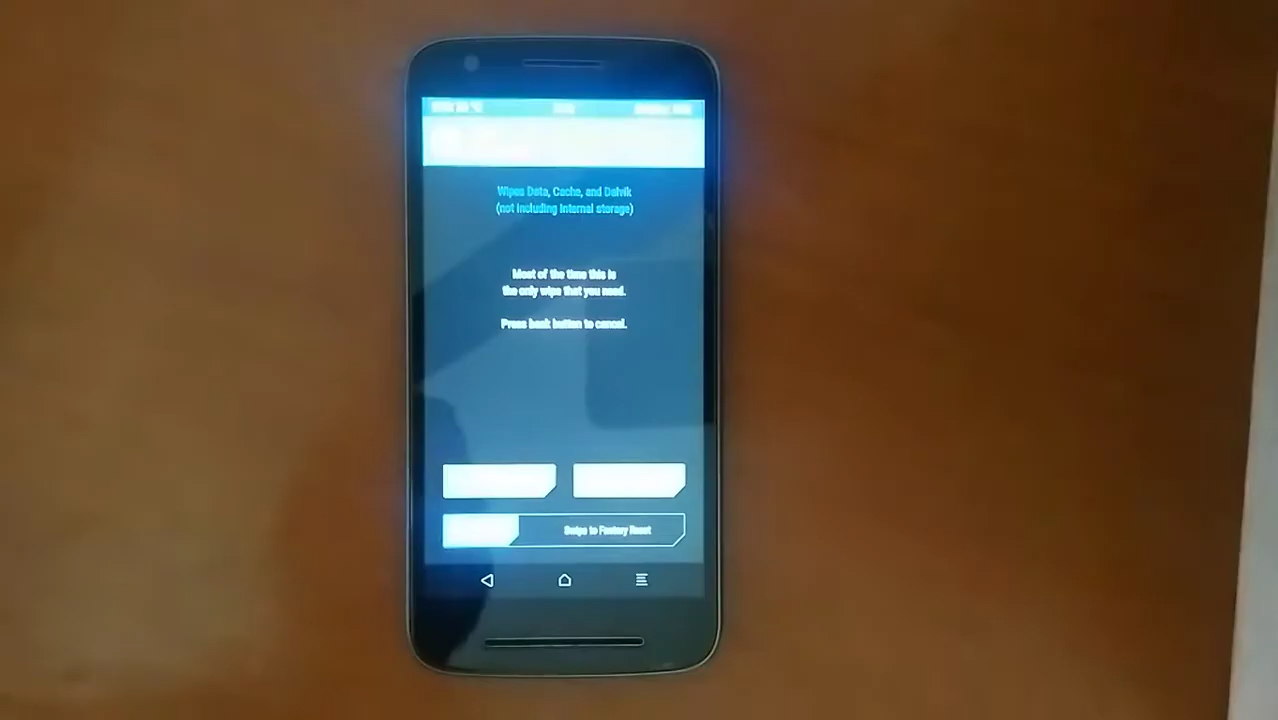 Wipes Data, Cache, and Dalvik
(not including internal storage)
Most of the time this is
the only wipe that you need.
Press back button to cancel.
Swipe to Factory Reset